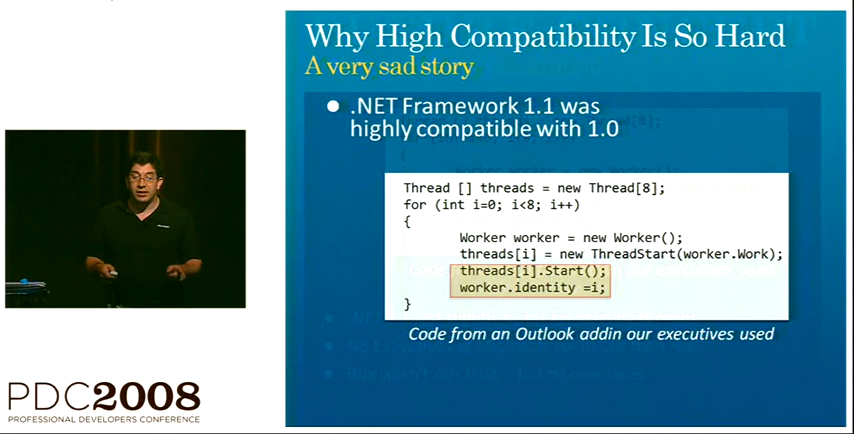 Why High Compatibility Is So Hard
A very sad story
.NET Framework 1.1 was
highly compatible with 1.0
Thread [] threads = new Thread[8];
for (int i=0; i<8; i++)
{
Worker worker = new Worker();
threads[i] = new ThreadStart(worker.Work);
threads[i].Start();
worker.identity =i;
}
Code from an Outlook addin our executives used
PDC2008
PROFESSIONAL DEVELOPERS CONFERENCE